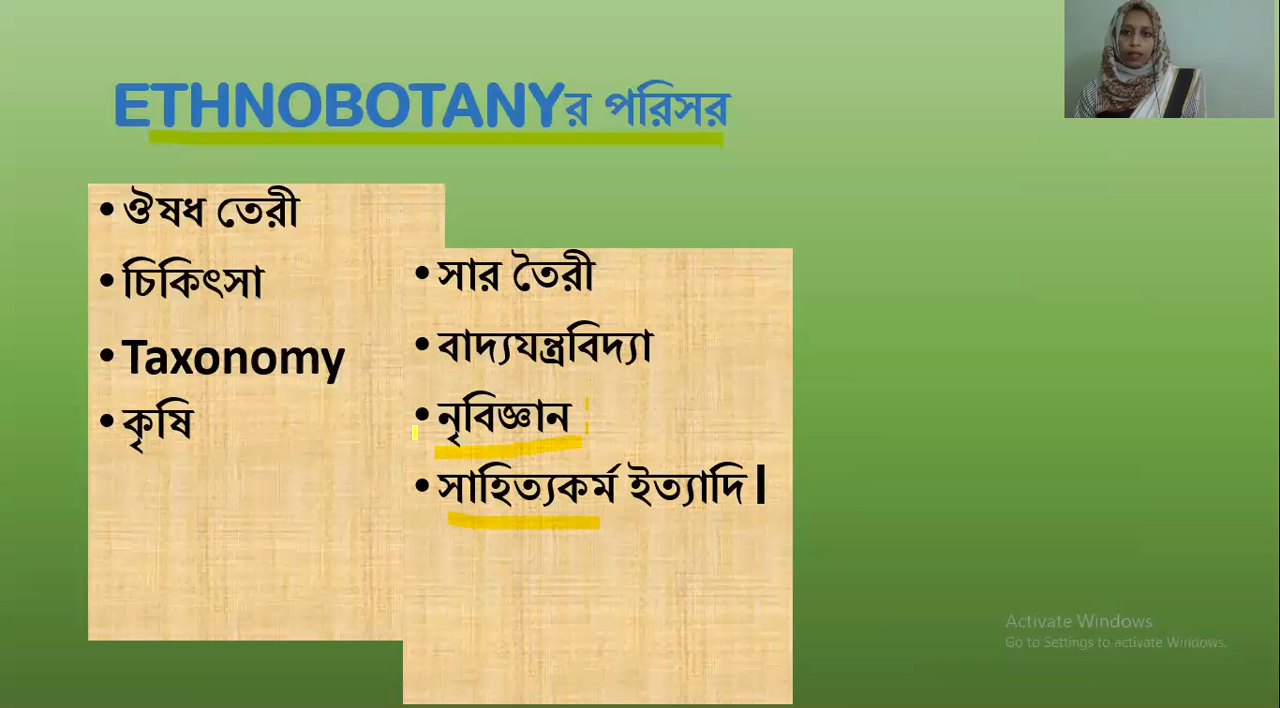 ETHNOBOTANYর পরিসর
• ঔষধ তেরী
• চিকিৎসা
• Taxonomy
• কৃষি
• সার তৈরী
• বাদ্যযন্ত্রবিদ্যা
• নৃবিজ্ঞান
• সাহিত্যকর্ম ইত্যাদি।
Activate Windows
Go to Settings to activate Windows.